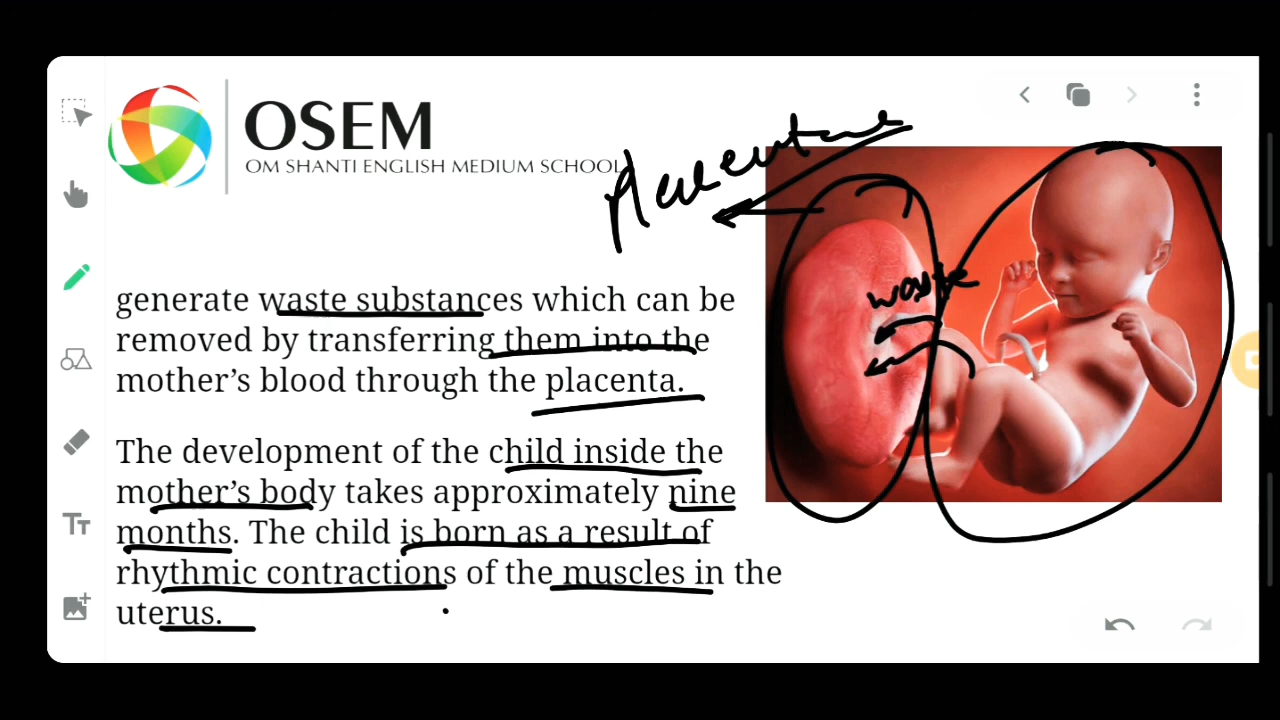 OSEM
OM SHANTI ENGLISH MEDIUM SCHOOL
Placenta
waste
generate waste substances which can be
removed by transferring them into the
mother's blood through the placenta.
The development of the child inside the
mother's body takes approximately nine
months. The child is born as a result of
rhythmic contractions of the muscles in the
uterus.
Tт